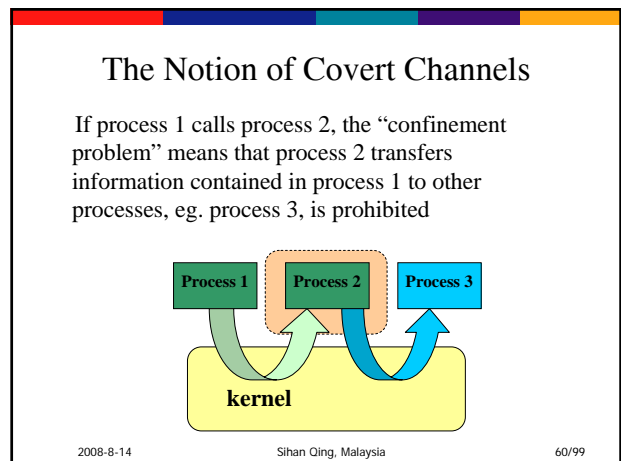 The Notion of Covert Channels
If process 1 calls process 2, the “confinement
problem” means that process 2 transfers
information contained in process 1 to other
processes, eg. process 3, is prohibited
Process 1 Process 2 Process 3
kernel
2008-8-14 Sihan Qing, Malaysia 60/99